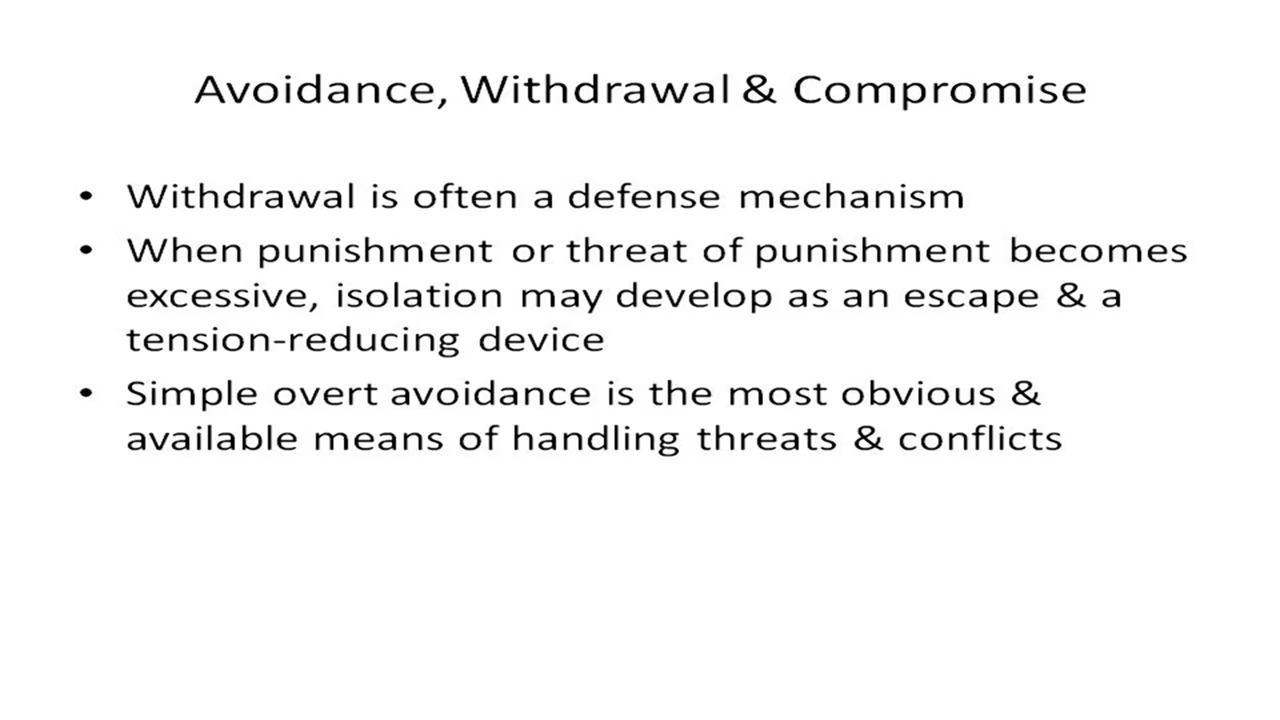 Avoidance, Withdrawal & Compromise
• Withdrawal is often a defense mechanism
• When punishment or threat of punishment becomes
excessive, isolation may develop as an escape & a
tension-reducing device
• Simple overt avoidance is the most obvious &
available means of handling threats & conflicts